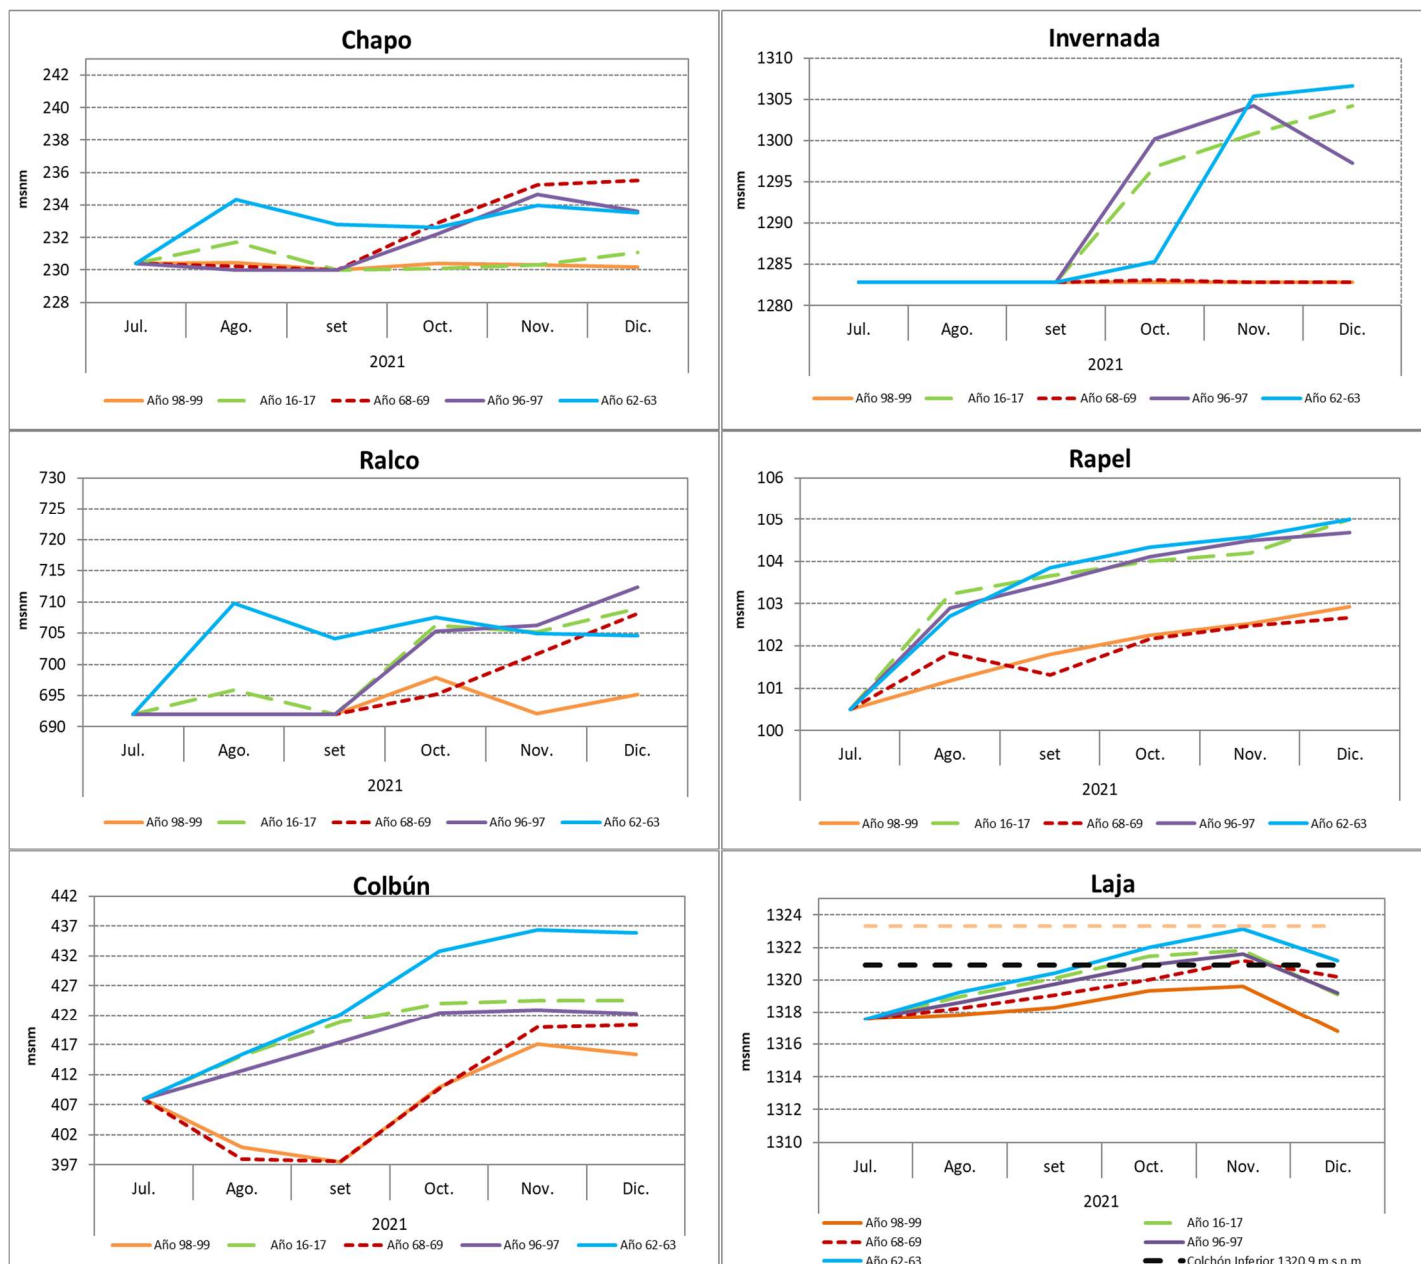 Chapo
msnm
242
240
238
236
234
232
230
228
Jul. Ago. set Oct. Nov. Dic.
2021
Año 98-99 Año 16-17 Año 68-69 Año 96-97 Año 62-63
Invernada
msnm
1310
1305
1300
1295
1290
1285
1280
Jul. Ago. set Oct. Nov. Dic.
2021
Año 98-99 Año 16-17 Año 68-69 Año 96-97 Año 62-63
Ralco
msnm
730
725
720
715
710
705
700
695
690
Jul. Ago. set Oct. Nov. Dic.
2021
Año 98-99 Año 16-17 Año 68-69 Año 96-97 Año 62-63
Rapel
msnm
106
105
104
103
102
101
100
Jul. Ago. set Oct. Nov. Dic.
2021
Año 98-99 Año 16-17 Año 68-69 Año 96-97 Año 62-63
Colbún
msnm
442
437
432
427
422
417
412
407
402
397
Jul. Ago. set Oct. Nov. Dic.
2021
Año 98-99 Año 16-17 Año 68-69 Año 96-97 Año 62-63
Laja
msnm
1324
1322
1320
1318
1316
1314
1312
1310
Jul. Ago. set Oct. Nov. Dic.
2021
Año 98-99 Año 16-17
Año 68-69 Año 96-97
Año 62-63 Colchón Inferior 1320,9 m.s.n.m.